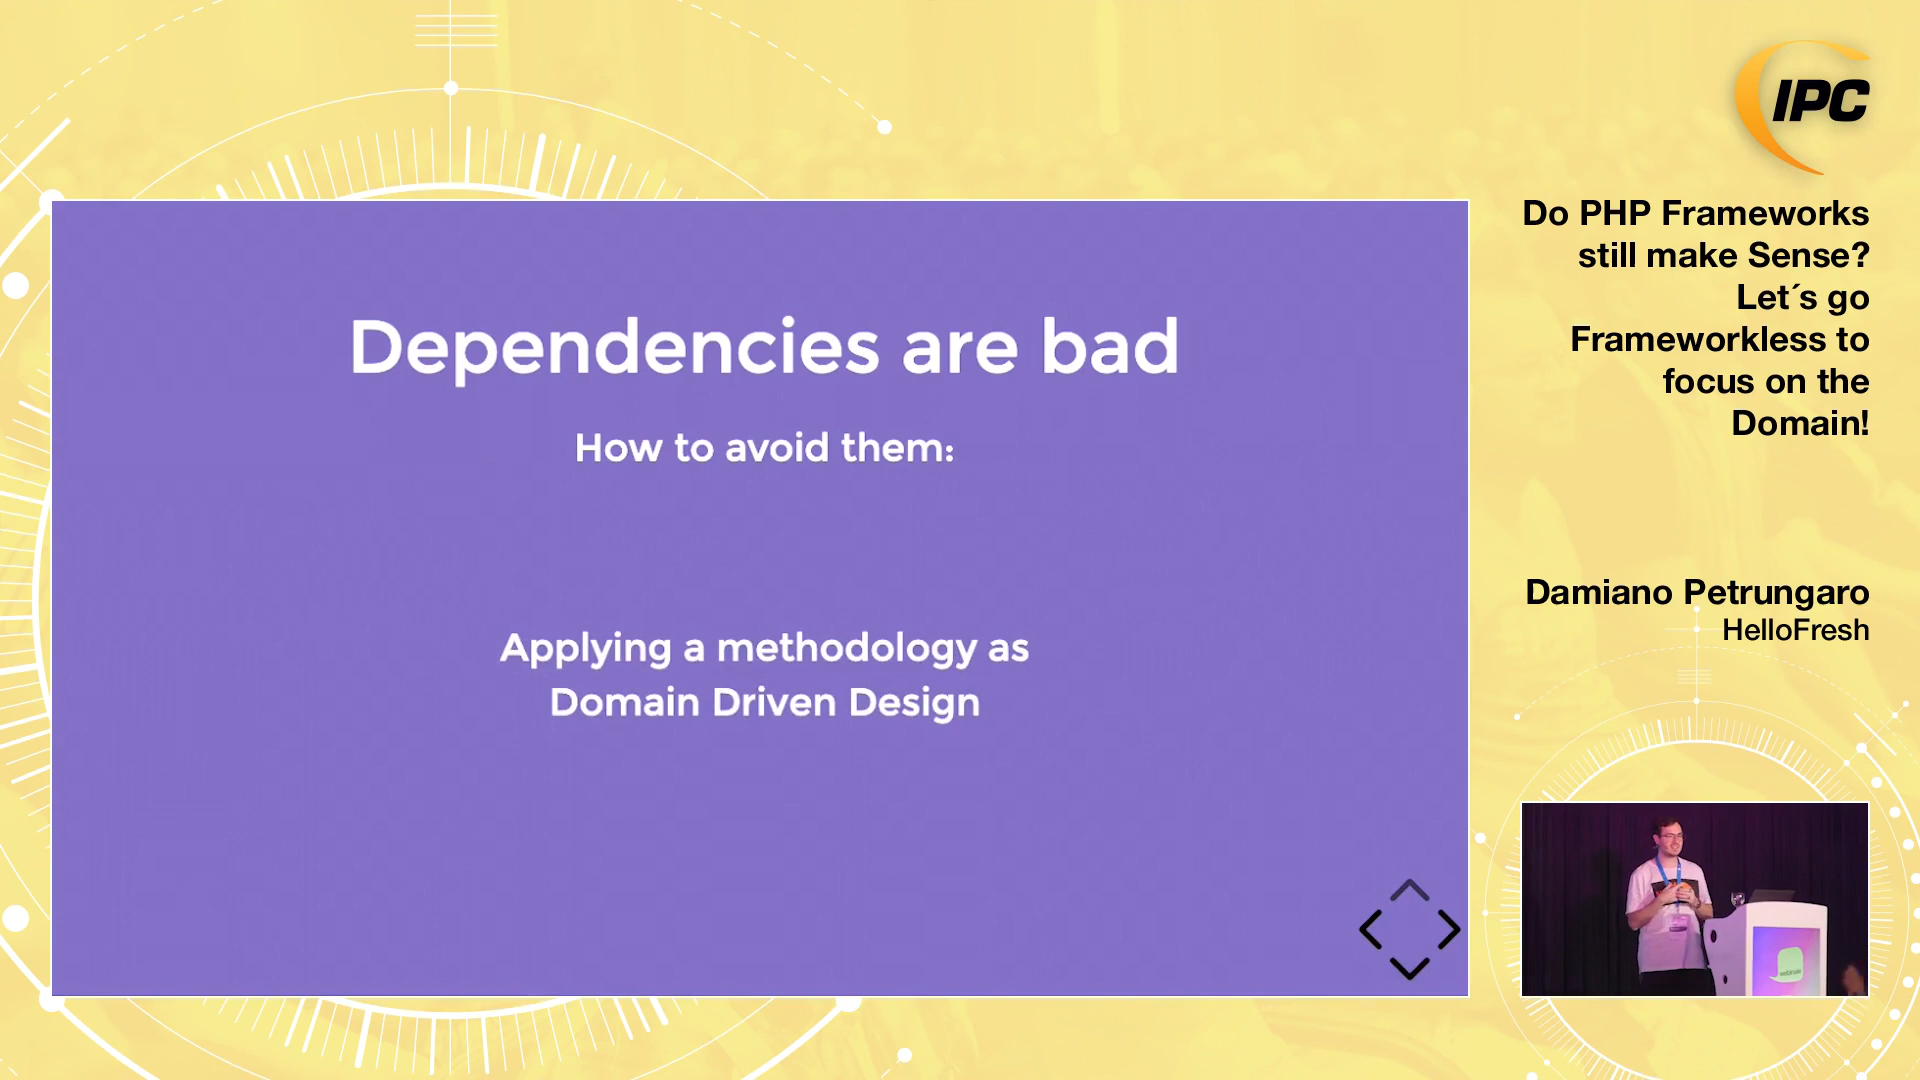 IPC
Do PHP Frameworks
still make Sense?
Let´s go
Frameworkless to
focus on the
Domain!
Dependencies are bad
How to avoid them:
Applying a methodology as
Domain Driven Design
Damiano Petrungaro
HelloFresh
webinale